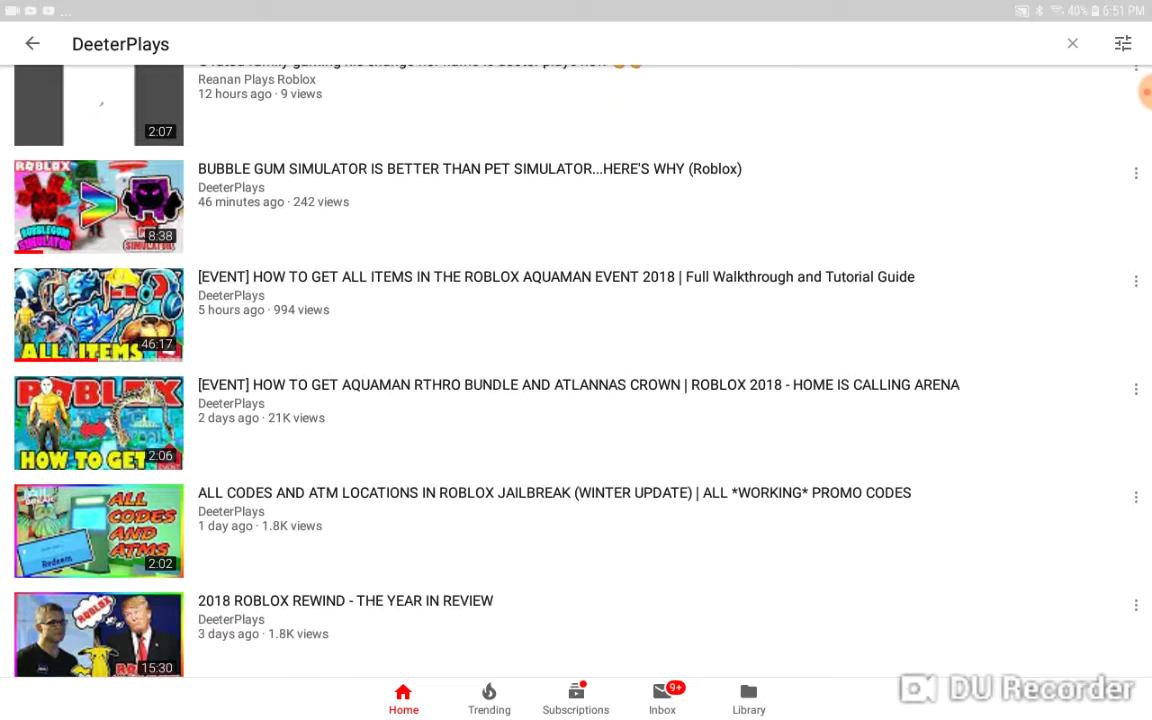 ... 40% 6:51 PM
DeeterPlays
Reanan Plays Roblox
12 hours ago · 9 views
2:07
ROBLOX
BUBBLEGUM SIMULATOR
SIMULATOR
8:38
BUBBLE GUM SIMULATOR IS BETTER THAN PET SIMULATOR...HERE'S WHY (Roblox)
DeeterPlays
46 minutes ago · 242 views
ALL ITEMS
46:17
[EVENT] HOW TO GET ALL ITEMS IN THE ROBLOX AQUAMAN EVENT 2018 | Full Walkthrough and Tutorial Guide
DeeterPlays
5 hours ago · 994 views
ROBLOX
HOW TO GET
2:06
[EVENT] HOW TO GET AQUAMAN RTHRO BUNDLE AND ATLANNAS CROWN | ROBLOX 2018 - HOME IS CALLING ARENA
DeeterPlays
2 days ago · 21K views
ALL
CODES
AND
ATMS
Redeem
2:02
ALL CODES AND ATM LOCATIONS IN ROBLOX JAILBREAK (WINTER UPDATE) | ALL *WORKING* PROMO CODES
DeeterPlays
1 day ago · 1.8K views
ROBLOX
15:30
2018 ROBLOX REWIND - THE YEAR IN REVIEW
DeeterPlays
3 days ago · 1.8K views
Home
Trending
Subscriptions
9+
Inbox
Library
DU Recorder